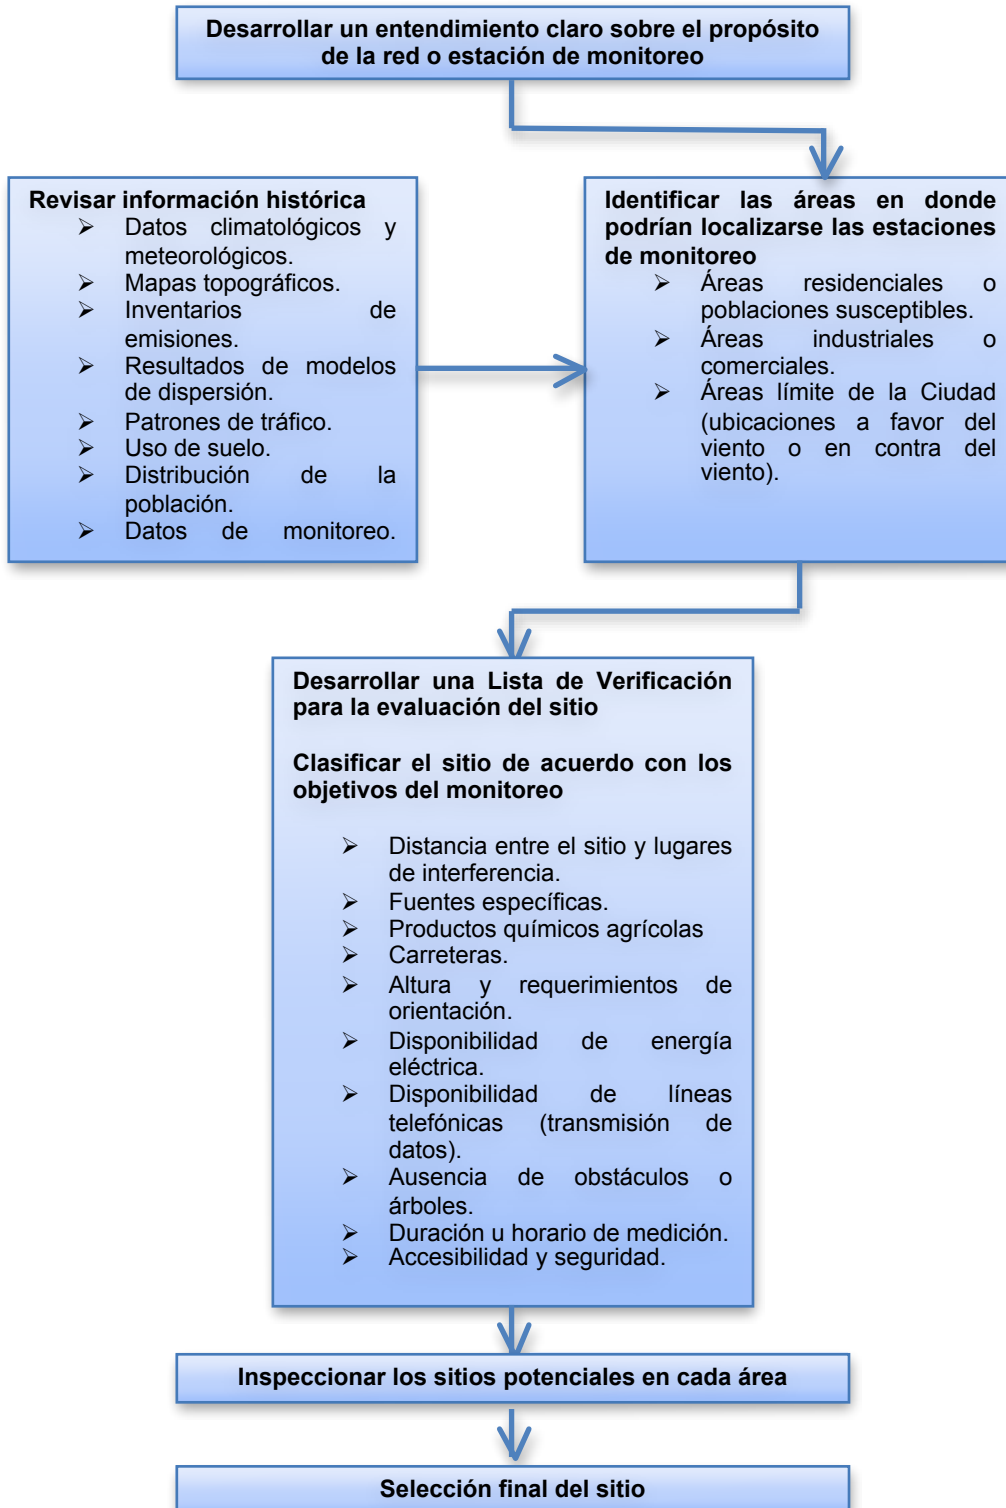 Desarrollar un entendimiento claro sobre el propósito
de la red o estación de monitoreo
Revisar información histórica
➢ Datos climatológicos y
meteorológicos.
➢ Mapas topográficos.
➢ Inventarios de
emisiones.
➢ Resultados de modelos
de dispersión.
➢ Patrones de tráfico.
➢ Uso de suelo.
➢ Distribución de la
población.
➢ Datos de monitoreo.
Identificar las áreas en donde
podrían localizarse las estaciones
de monitoreo
➢ Áreas residenciales o
poblaciones susceptibles.
➢ Áreas industriales o
comerciales.
➢ Áreas límite de la Ciudad
(ubicaciones a favor del
viento o en contra del
viento).
Desarrollar una Lista de Verificación
para la evaluación del sitio
Clasificar el sitio de acuerdo con los
objetivos del monitoreo
➢ Distancia entre el sitio y lugares
de interferencia.
➢ Fuentes específicas.
➢ Productos químicos agrícolas
➢ Carreteras.
➢ Altura y requerimientos de
orientación.
➢ Disponibilidad de energía
eléctrica.
➢ Disponibilidad de líneas
telefónicas (transmisión de
datos).
➢ Ausencia de obstáculos o
árboles.
➢ Duración u horario de medición.
➢ Accesibilidad y seguridad.
Inspeccionar los sitios potenciales en cada área
Selección final del sitio